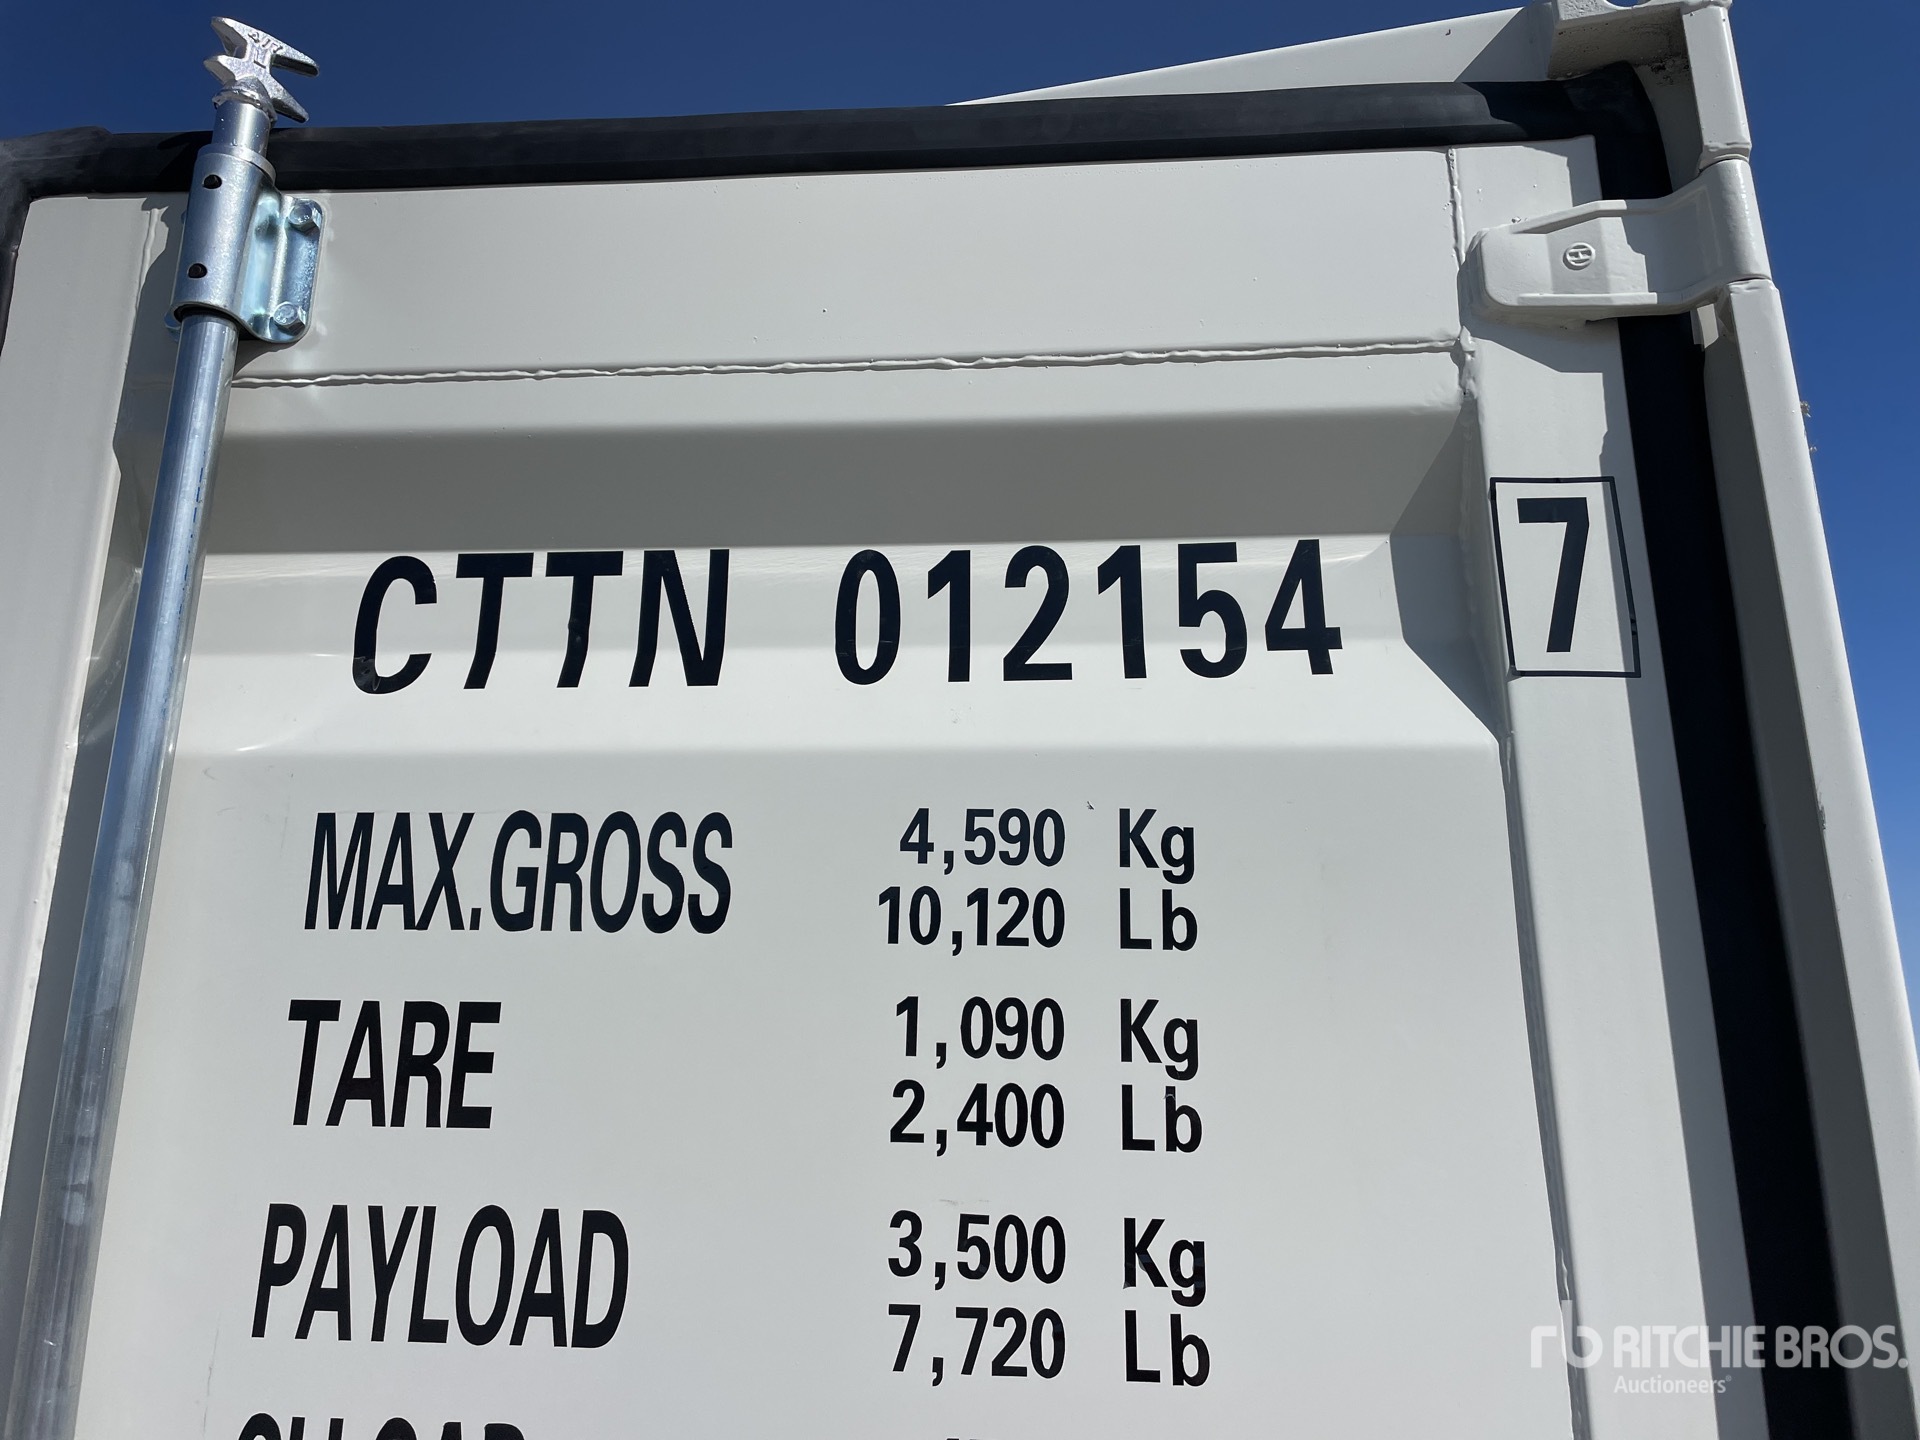 CTTN 012154 7
MAX.GROSS 4,590 Kg
10,120 Lb
TARE 1,090 Kg
2,400 Lb
PAYLOAD 3,500 Kg
7,720 Lb
rb RITCHIE BROS.
Auctioneers